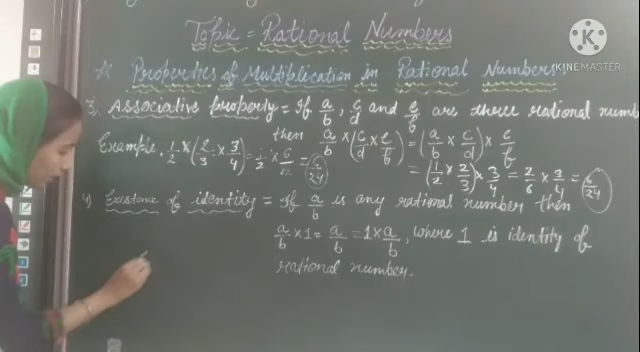 Topic = Rational Numbers
KINEMASTER
* Properties of Multiplication in Rational Numbers:
3) Associative property = If a/b, c/d and e/f are three rational num
then a/b × (c/d × e/f) = (a/b × c/d) × e/f
Example. 1/2 × (2/3 × 3/4) = 1/2 × 6/12 = 6/24
= (1/2 × 2/3) × 3/4 = 2/6 × 3/4 = 6/24
4) Existance of identity = If a/b is any rational number then
a/b × 1 = a/b = 1 × a/b, where 1 is identity of
rational number.